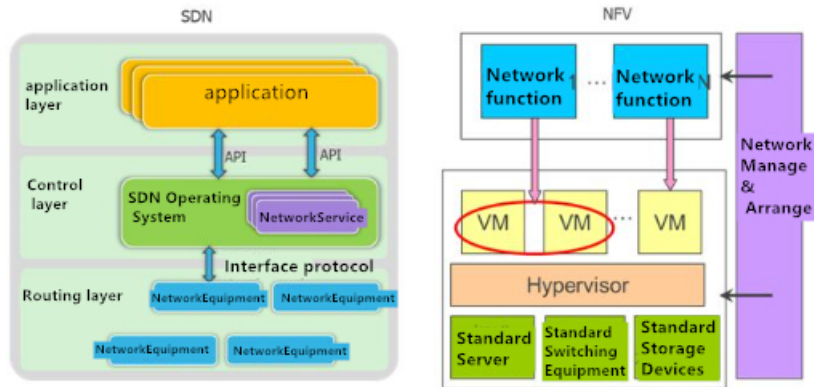 SDN
application
layer
application
API
API
Control
layer
SDN Operating
System
NetworkService
Interface protocol
Routing layer
NetworkEquipment
NetworkEquipment
NetworkEquipment
NetworkEquipment
NFV
Network
function
1
...
Network
function
N
Network
Manage
&
Arrange
VM
VM
...
VM
Hypervisor
Standard
Server
Standard
Switching
Equipment
Standard
Storage
Devices